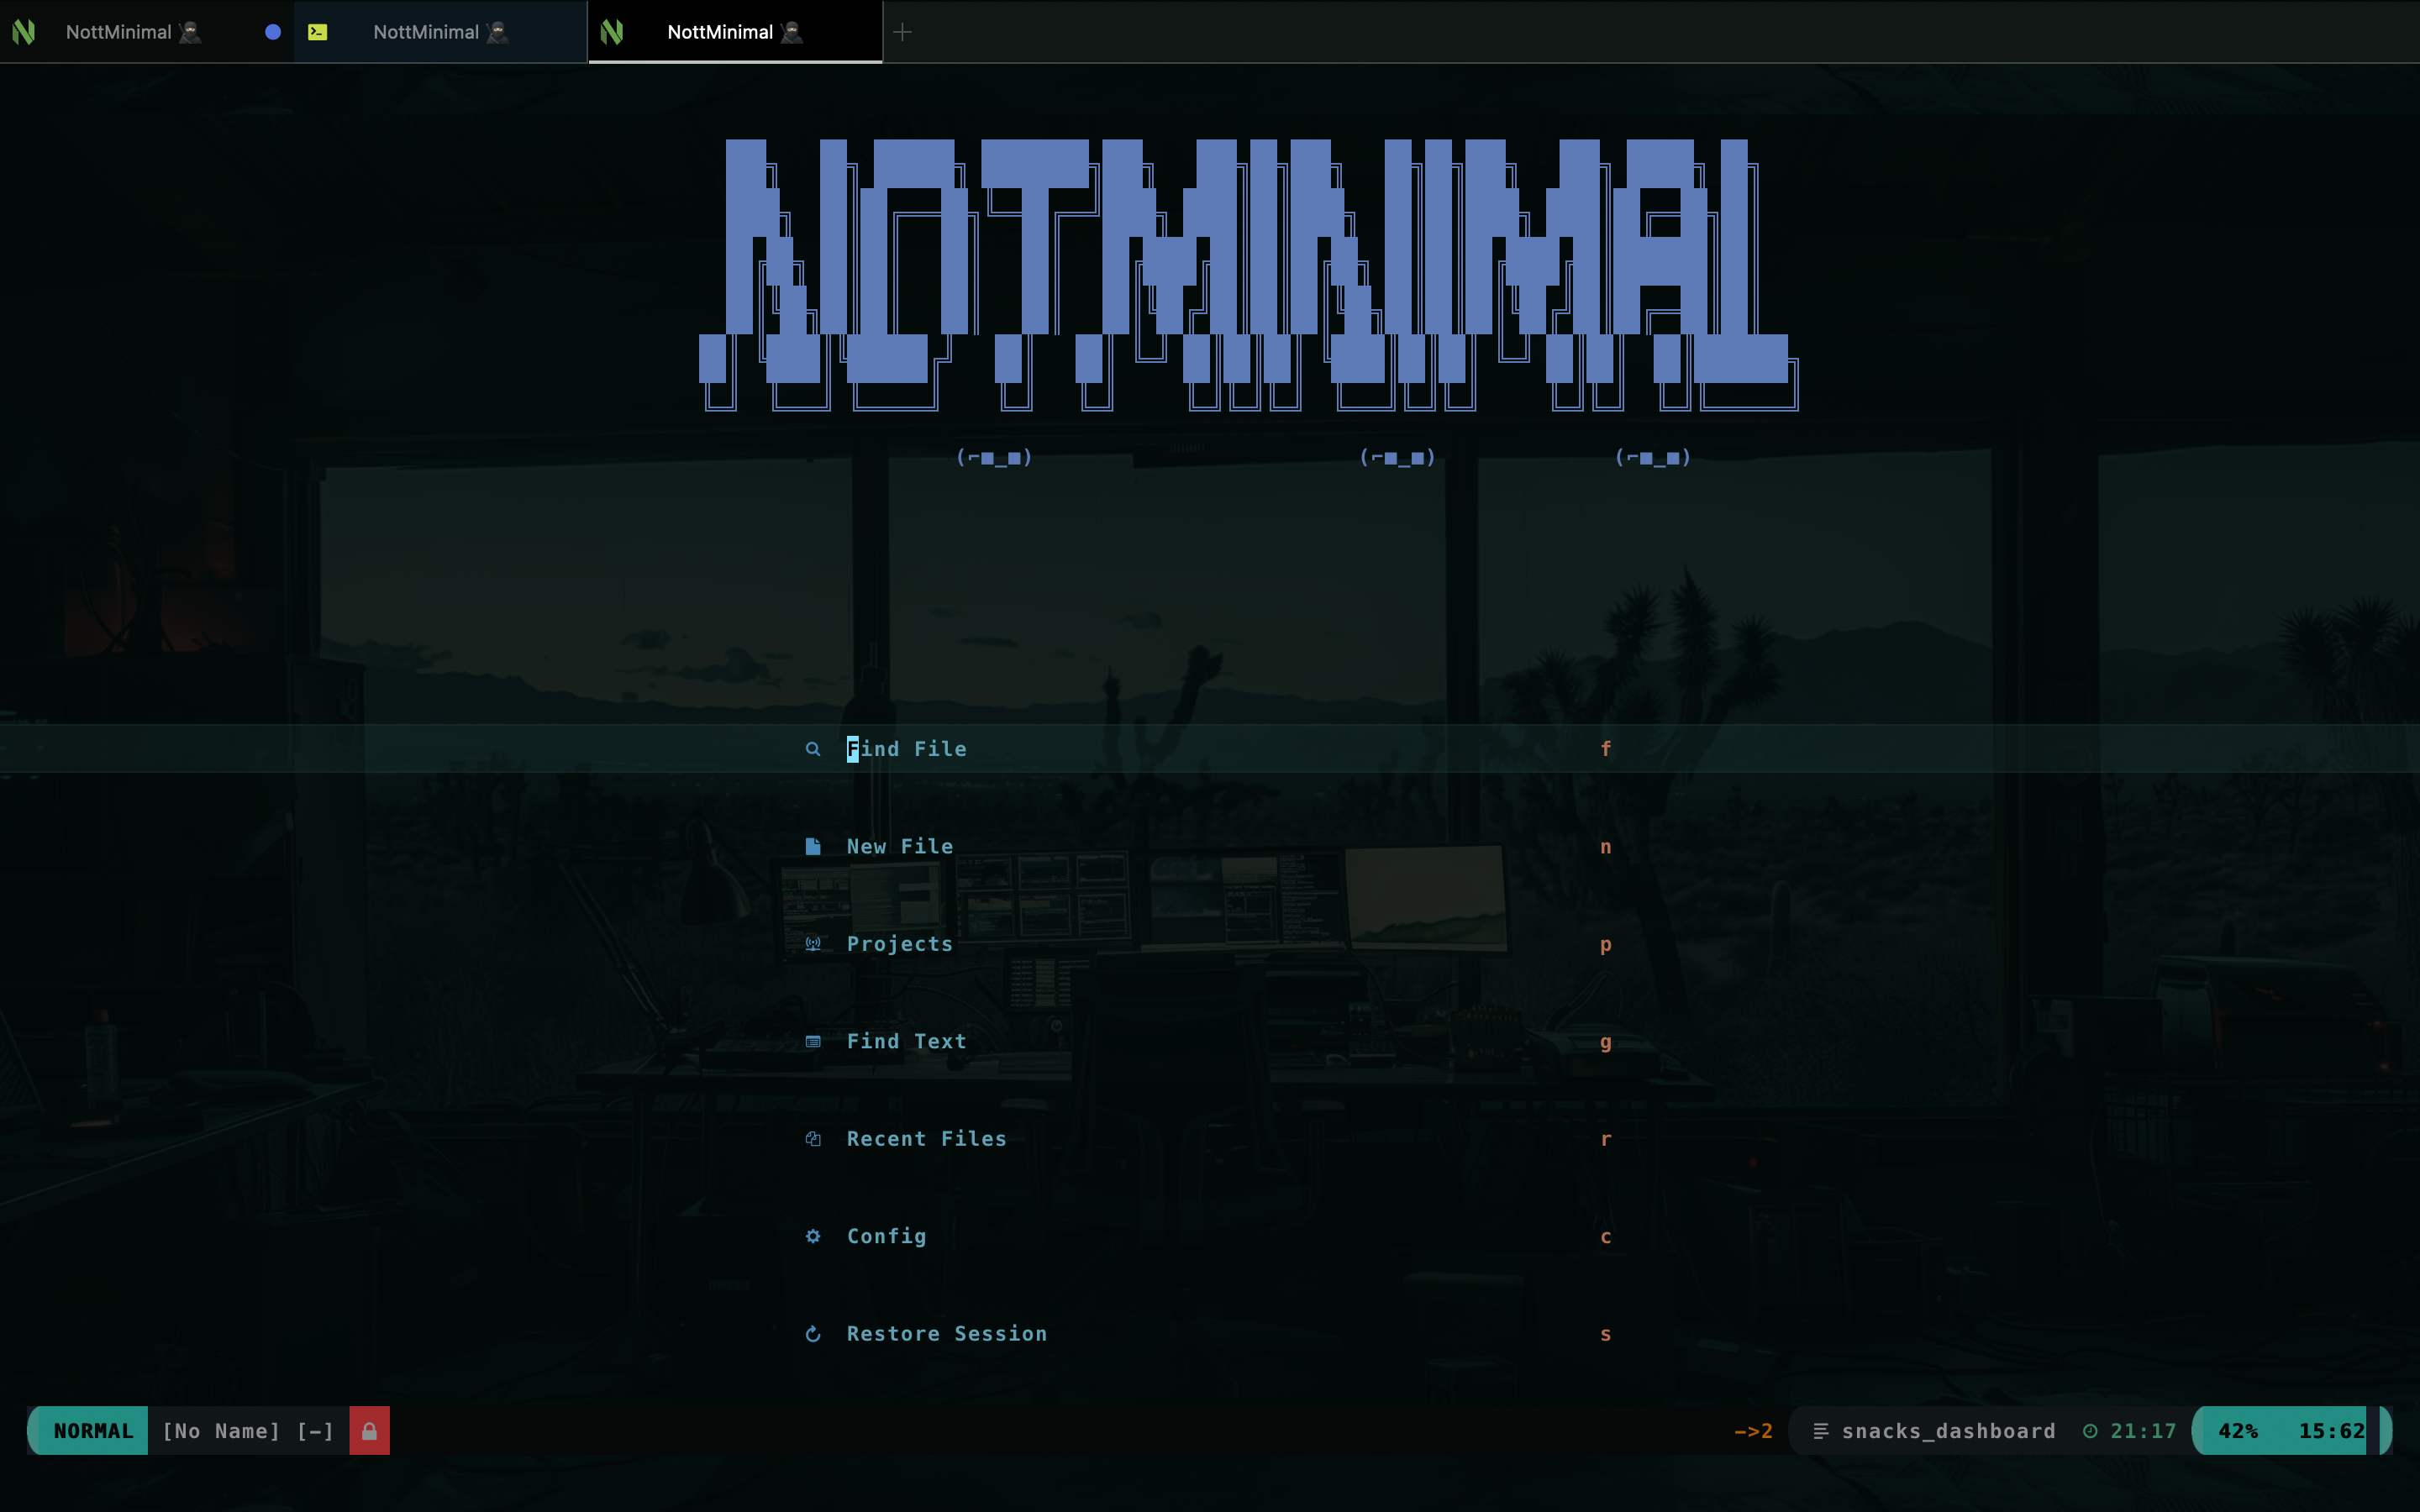 NottMinimal 🥷 NottMinimal 🥷 NottMinimal 🥷 +
NOTMINIMAL
(⌐■_■) (⌐■_■) (⌐■_■)
Find File f
New File n
Projects p
Find Text g
Recent Files r
Config c
Restore Session s
NORMAL [No Name] [-] ->2 snacks_dashboard 21:17 42% 15:62